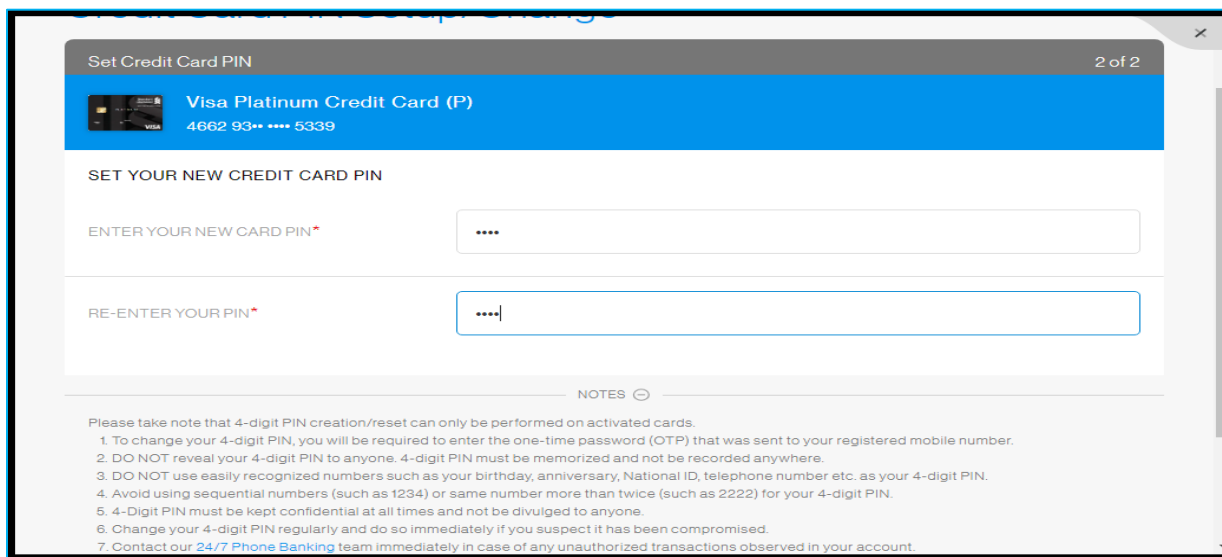 Credit Card PIN Setup/Change
Set Credit Card PIN 2 of 2
Visa Platinum Credit Card (P)
4662 93•• •••• 5339
VISA
SET YOUR NEW CREDIT CARD PIN
ENTER YOUR NEW CARD PIN* ••••
RE-ENTER YOUR PIN* ••••
NOTES
Please take note that 4-digit PIN creation/reset can only be performed on activated cards.
1. To change your 4-digit PIN, you will be required to enter the one-time password (OTP) that was sent to your registered mobile number.
2. DO NOT reveal your 4-digit PIN to anyone. 4-digit PIN must be memorized and not be recorded anywhere.
3. DO NOT use easily recognized numbers such as your birthday, anniversary, National ID, telephone number etc. as your 4-digit PIN.
4. Avoid using sequential numbers (such as 1234) or same number more than twice (such as 2222) for your 4-digit PIN.
5. 4-Digit PIN must be kept confidential at all times and not be divulged to anyone.
6. Change your 4-digit PIN regularly and do so immediately if you suspect it has been compromised.
7. Contact our 24/7 Phone Banking team immediately in case of any unauthorized transactions observed in your account.